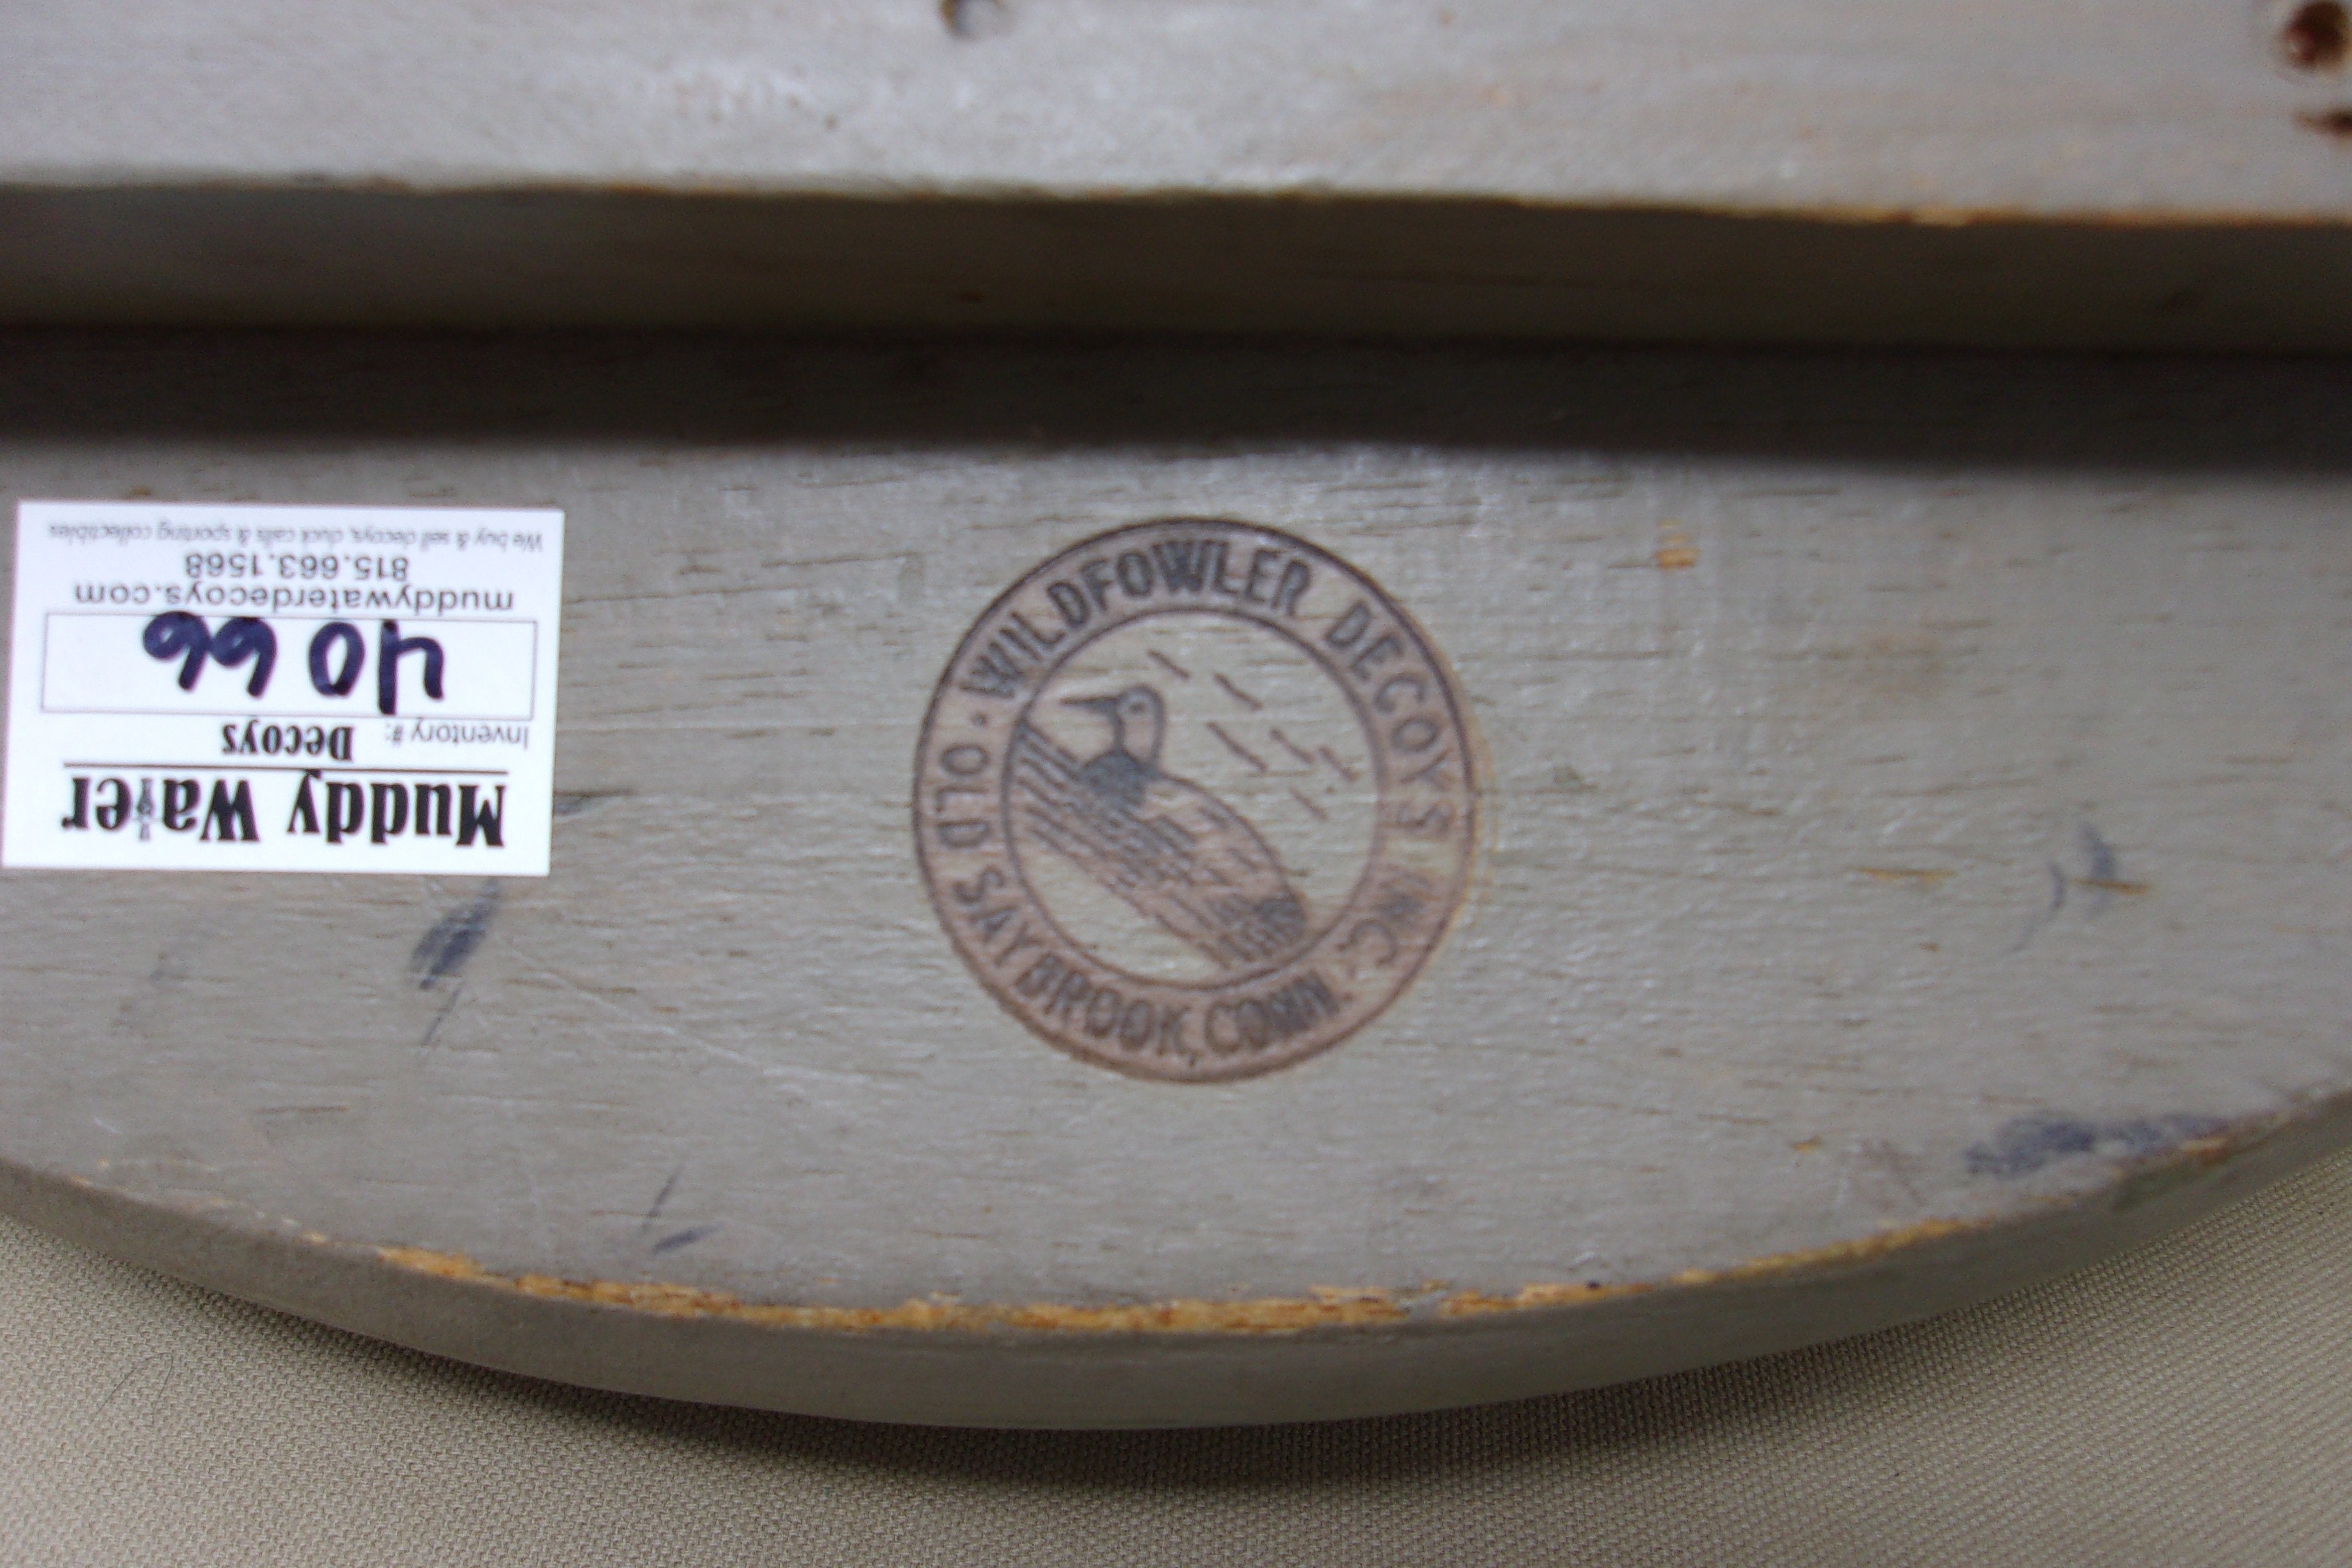 Muddy Water
Decoys
Inventory #:
4066
muddywaterdecoys.com
815.663.1568
We buy & sell decoys, duck calls & sporting collectibles
· WILDFOWLER DECOYS INC.
OLD SAYBROOK, CONN.